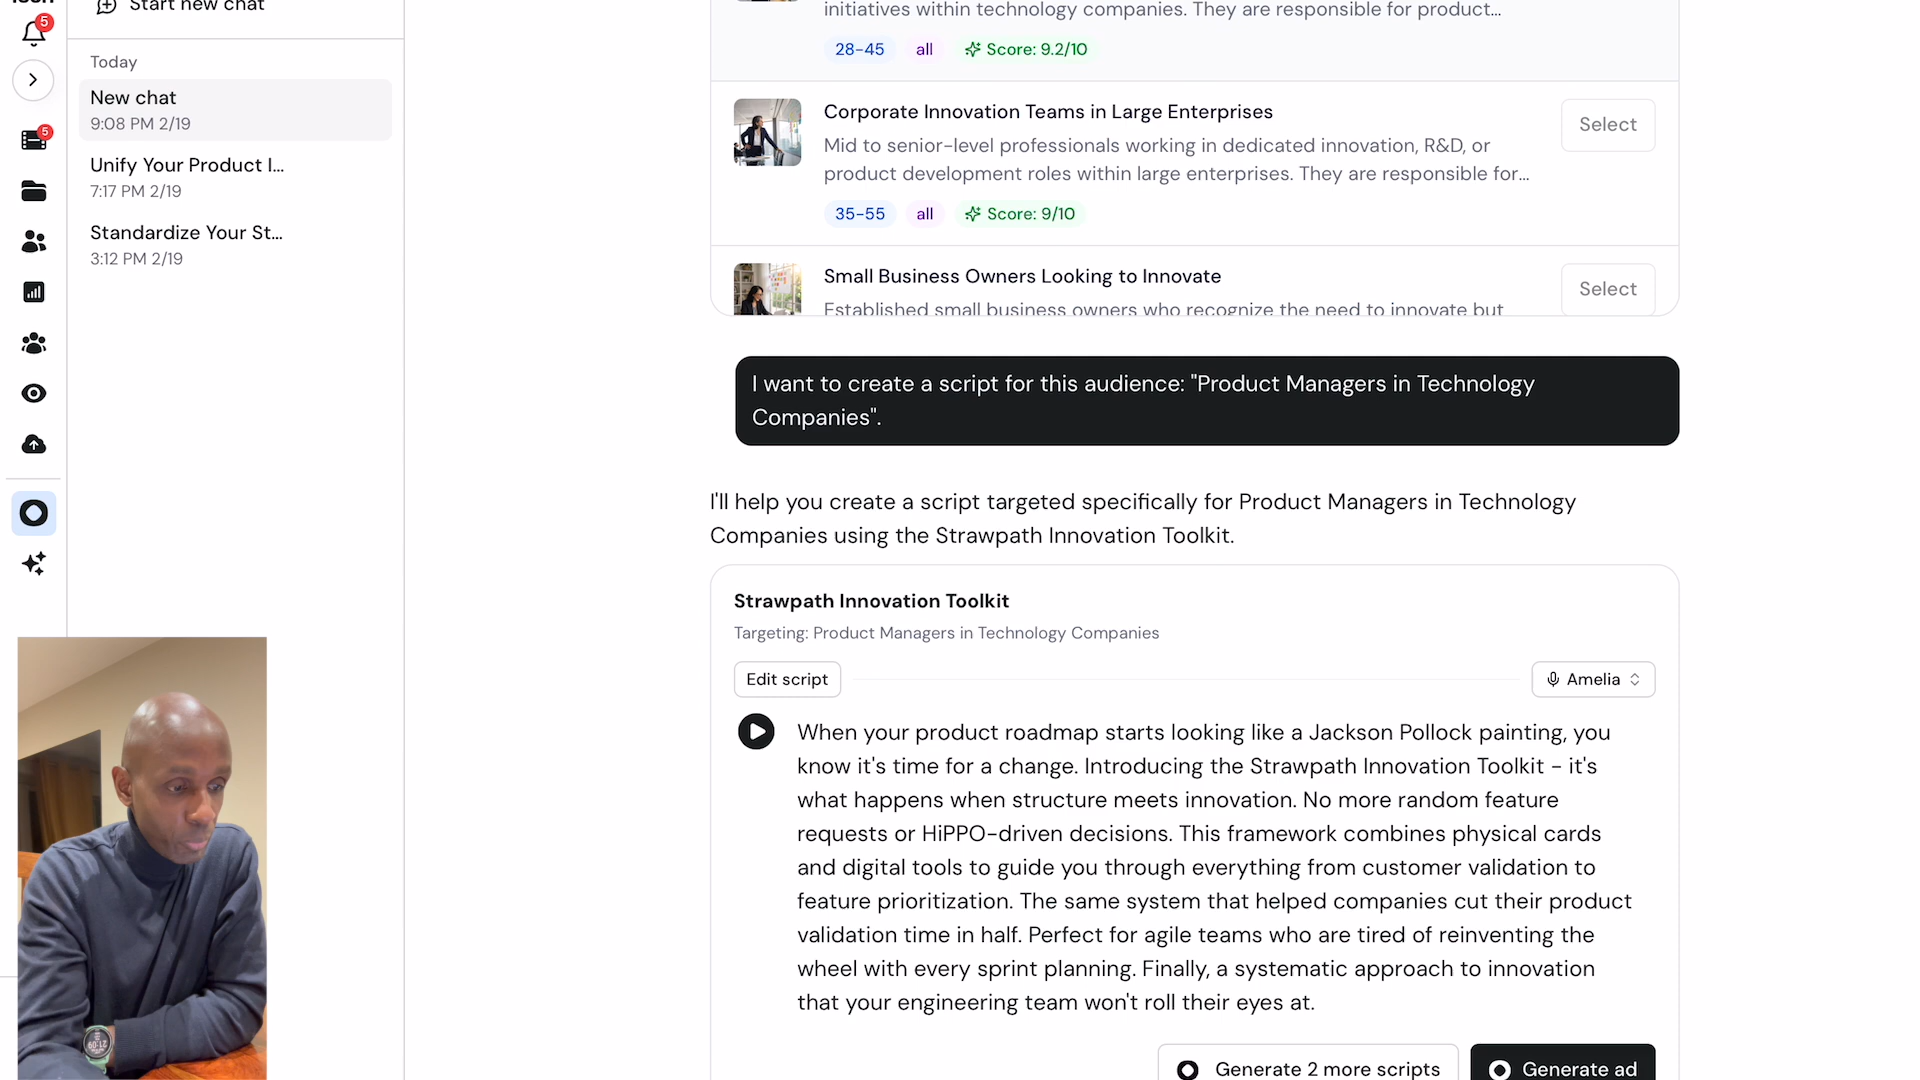 Start new chat
5
Today
New chat
9:08 PM 2/19
5
Unify Your Product I...
7:17 PM 2/19
Standardize Your St...
3:12 PM 2/19
initiatives within technology companies. They are responsible for product...
28-45 all Score: 9.2/10
Corporate Innovation Teams in Large Enterprises
Select
Mid to senior-level professionals working in dedicated innovation, R&D, or
product development roles within large enterprises. They are responsible for...
35-55 all Score: 9/10
Small Business Owners Looking to Innovate
Select
Established small business owners who recognize the need to innovate but
I want to create a script for this audience: "Product Managers in Technology
Companies".
I'll help you create a script targeted specifically for Product Managers in Technology
Companies using the Strawpath Innovation Toolkit.
Strawpath Innovation Toolkit
Targeting: Product Managers in Technology Companies
Edit script
Amelia
When your product roadmap starts looking like a Jackson Pollock painting, you
know it's time for a change. Introducing the Strawpath Innovation Toolkit - it's
what happens when structure meets innovation. No more random feature
requests or HiPPO-driven decisions. This framework combines physical cards
and digital tools to guide you through everything from customer validation to
feature prioritization. The same system that helped companies cut their product
validation time in half. Perfect for agile teams who are tired of reinventing the
wheel with every sprint planning. Finally, a systematic approach to innovation
that your engineering team won't roll their eyes at.
Generate 2 more scripts
Generate ad